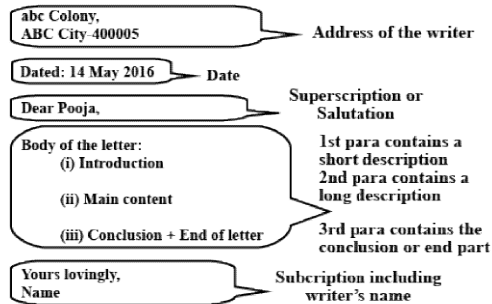 abc Colony,
ABC City-400005
Address of the writer
Dated: 14 May 2016
Date
Dear Pooja,
Superscription or
Salutation
Body of the letter:
(i) Introduction
(ii) Main content
(iii) Conclusion + End of letter
1st para contains a
short description
2nd para contains a
long description
3rd para contains the
conclusion or end part
Yours lovingly,
Name
Subcription including
writer's name